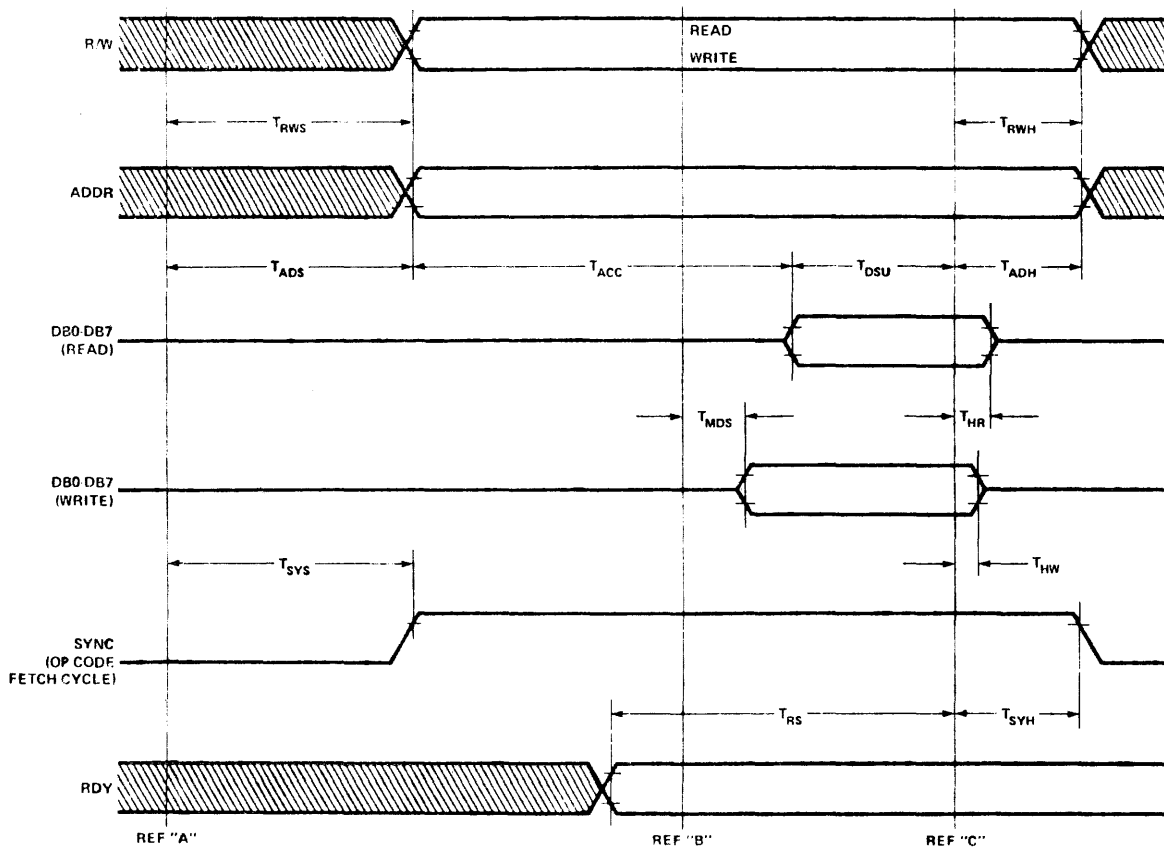 READ
R/W
WRITE
T_RWS
T_RWH
ADDR
T_ADS
T_ACC
T_DSU
T_ADH
DB0-DB7
(READ)
T_MDS
T_HR
DB0-DB7
(WRITE)
T_SYS
T_HW
SYNC
(OP CODE
FETCH CYCLE)
T_RS
T_SYH
RDY
REF "A"
REF "B"
REF "C"